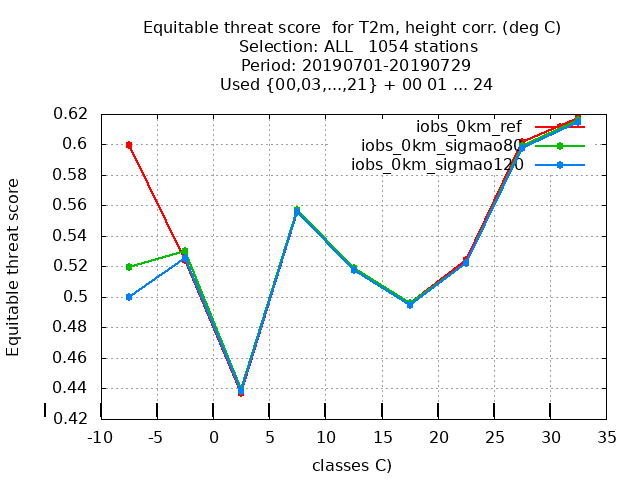 Equitable threat score  for T2m, height corr. (deg C)
Selection: ALL   1054 stations
Period: 20190701-20190729
Used {00,03,...,21} + 00 01 ... 24
Equitable threat score
0.62
0.6
0.58
0.56
0.54
0.52
0.5
0.48
0.46
0.44
0.42
iobs_0km_ref
iobs_0km_sigmao80
iobs_0km_sigmao120
-10 -5 0 5 10 15 20 25 30 35
classes C)